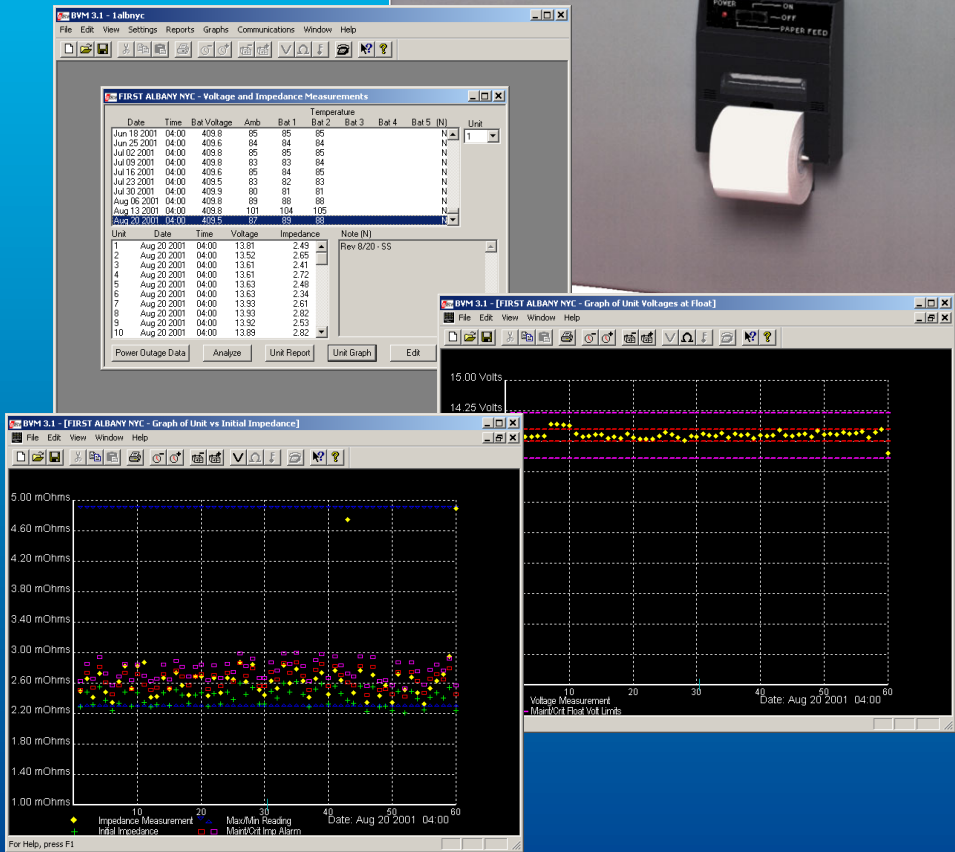 POWER
ON
OFF
PAPER FEED
BVM 3.1 - 1albnyc
File Edit View Settings Reports Graphs Communications Window Help
FIRST ALBANY NYC - Voltage and Impedance Measurements
Temperature
Date Time Bat Voltage Amb Bat 1 Bat 2 Bat 3 Bat 4 Bat 5 (N) Unit
Jun 18 2001 04:00 409.8 85 85 85 N 1
Jun 25 2001 04:00 409.6 84 84 84 N
Jul 02 2001 04:00 409.8 85 85 85 N
Jul 09 2001 04:00 409.8 83 83 84 N
Jul 16 2001 04:00 409.6 85 84 85 N
Jul 23 2001 04:00 409.5 83 82 83 N
Jul 30 2001 04:00 409.9 80 81 81 N
Aug 06 2001 04:00 409.8 89 88 88 N
Aug 13 2001 04:00 409.8 101 104 105 N
Aug 20 2001 04:00 409.5 87 89 88 N
Unit Date Time Voltage Impedance Note (N)
1 Aug 20 2001 04:00 13.81 2.49 Rev 8/20 - SS
2 Aug 20 2001 04:00 13.52 2.65
3 Aug 20 2001 04:00 13.61 2.41
4 Aug 20 2001 04:00 13.61 2.72
5 Aug 20 2001 04:00 13.63 2.48
6 Aug 20 2001 04:00 13.63 2.34
7 Aug 20 2001 04:00 13.93 2.61
8 Aug 20 2001 04:00 13.93 2.82
9 Aug 20 2001 04:00 13.92 2.53
10 Aug 20 2001 04:00 13.89 2.82
Power Outage Data Analyze Unit Report Unit Graph Edit
BVM 3.1 - [FIRST ALBANY NYC - Graph of Unit Voltages at Float]
File Edit View Window Help
15.00 Volts
14.25 Volts
10 20 30 40 50 60
Voltage Measurement Date: Aug 20 2001 04:00
Maint/Crit Float Volt Limits
BVM 3.1 - [FIRST ALBANY NYC - Graph of Unit vs Initial Impedance]
File Edit View Window Help
5.00 mOhms
4.60 mOhms
4.20 mOhms
3.80 mOhms
3.40 mOhms
3.00 mOhms
2.60 mOhms
2.20 mOhms
1.80 mOhms
1.40 mOhms
1.00 mOhms
10 20 30 40 50 60
Impedance Measurement Max/Min Reading Date: Aug 20 2001 04:00
Initial Impedance Maint/Crit Imp Alarm
For Help, press F1